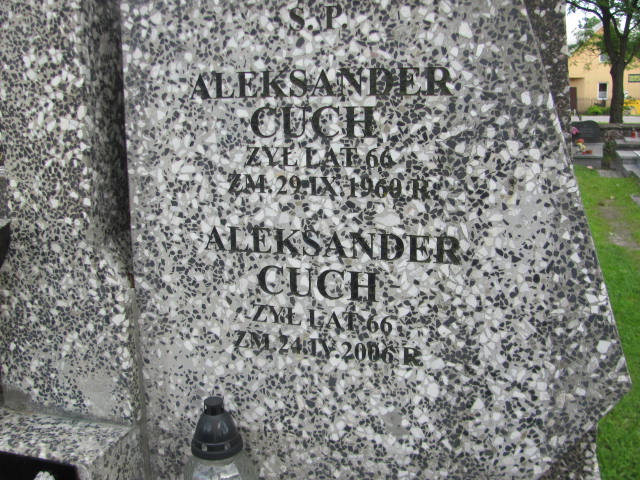 Ś.P
ALEKSANDER
CUCH
ŻYŁ LAT 66
ZM. 29.IX.1960 R.
ALEKSANDER
CUCH
ŻYŁ LAT 66
ZM 24.IV.2006 R